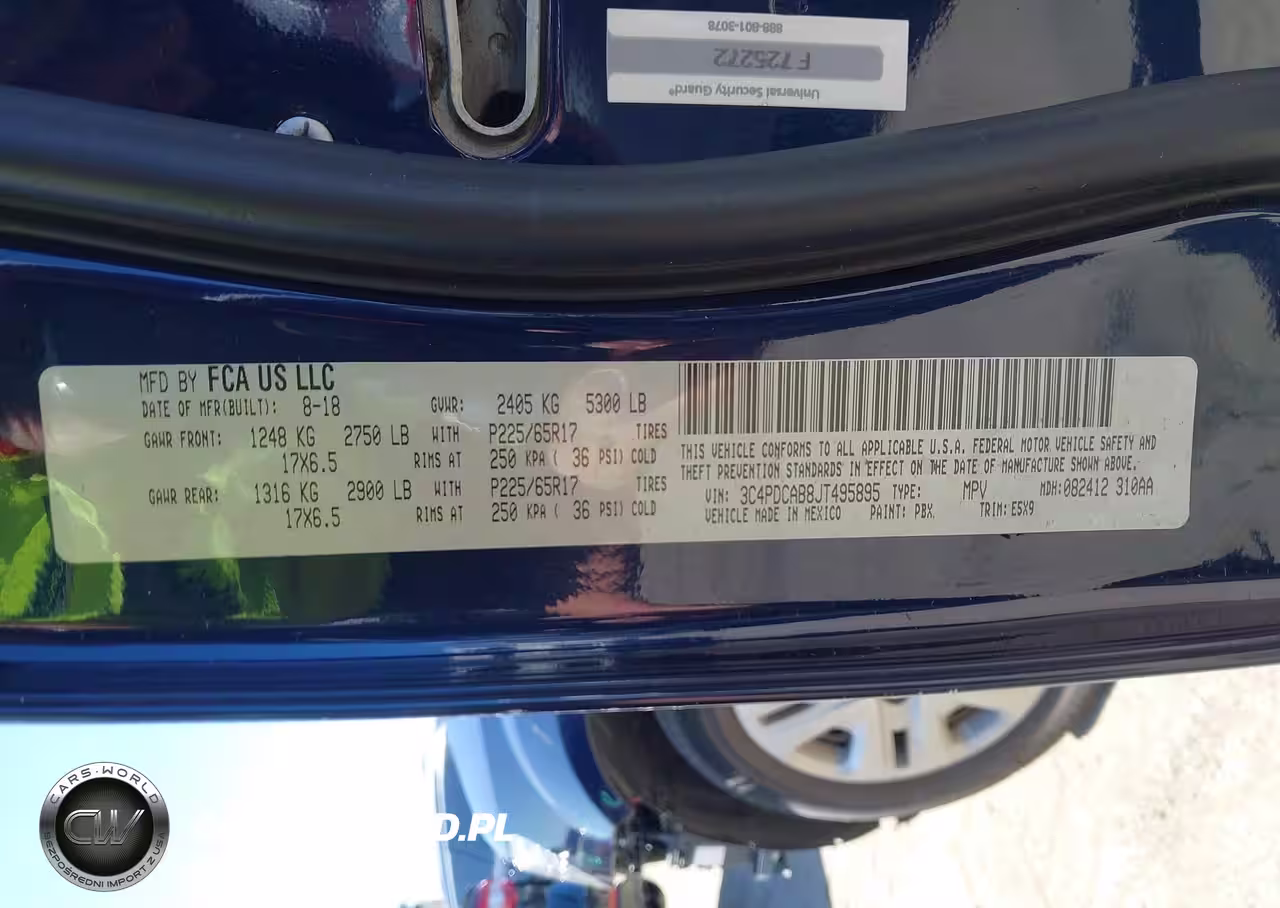 888-801-3078
F 725272
Universal Security Guard®
MFD BY FCA US LLC
DATE OF MFR(BUILT): 8-18 GVWR: 2405 KG 5300 LB
GAWR FRONT: 1248 KG 2750 LB WITH P225/65R17 TIRES
17X6.5 RIMS AT 250 KPA ( 36 PSI) COLD
GAWR REAR: 1316 KG 2900 LB WITH P225/65R17 TIRES
17X6.5 RIMS AT 250 KPA ( 36 PSI) COLD
THIS VEHICLE CONFORMS TO ALL APPLICABLE U.S.A. FEDERAL MOTOR VEHICLE SAFETY AND
THEFT PREVENTION STANDARDS IN EFFECT ON THE DATE OF MANUFACTURE SHOWN ABOVE.
VIN: 3C4PDCAB8JT495895 TYPE: MPV MDH:082412 310AA
VEHICLE MADE IN MEXICO PAINT: PBX TRIM: E5X9
CARS·WORLD
CW
BEZPOŚREDNI IMPORT Z USA
D.PL